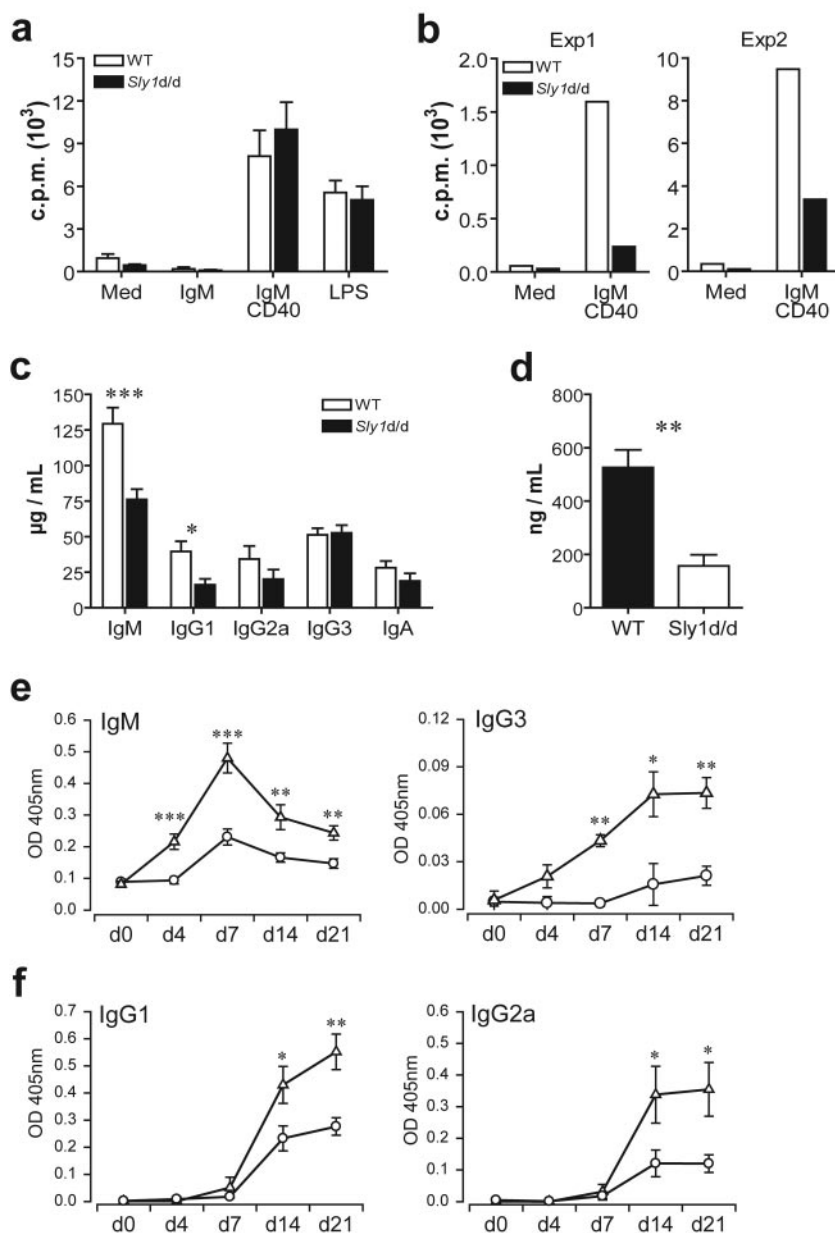 a
WT
Sly1d/d
c.p.m. (10³)
15
12
9
6
3
0
Med
IgM
IgM
CD40
LPS
b
Exp1
Exp2
WT
Sly1d/d
c.p.m. (10³)
2.0
1.5
1.0
0.5
0.0
Med
IgM
CD40
10
8
6
4
2
0
Med
IgM
CD40
c
***
*
WT
Sly1d/d
µg / mL
150
125
100
75
50
25
0
IgM
IgG1
IgG2a
IgG3
IgA
d
**
ng / mL
800
600
400
200
0
WT
Sly1d/d
e
IgM
OD 405nm
0.6
0.5
0.4
0.3
0.2
0.1
0.0
***
***
**
**
d0 d4 d7 d14 d21
IgG3
OD 405nm
0.12
0.09
0.06
0.03
0.00
**
*
**
d0 d4 d7 d14 d21
f
IgG1
OD 405nm
0.7
0.6
0.5
0.4
0.3
0.2
0.1
0.0
*
**
d0 d4 d7 d14 d21
IgG2a
OD 405nm
0.6
0.5
0.4
0.3
0.2
0.1
0.0
*
*
d0 d4 d7 d14 d21